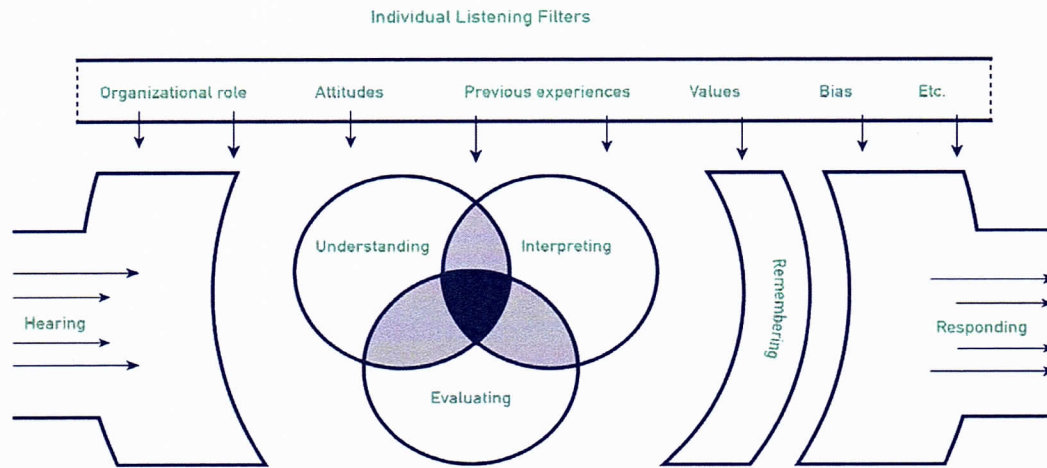 Individual Listening Filters
Organizational role Attitudes Previous experiences Values Bias Etc.
Understanding Interpreting
Hearing Remembering Responding
Evaluating